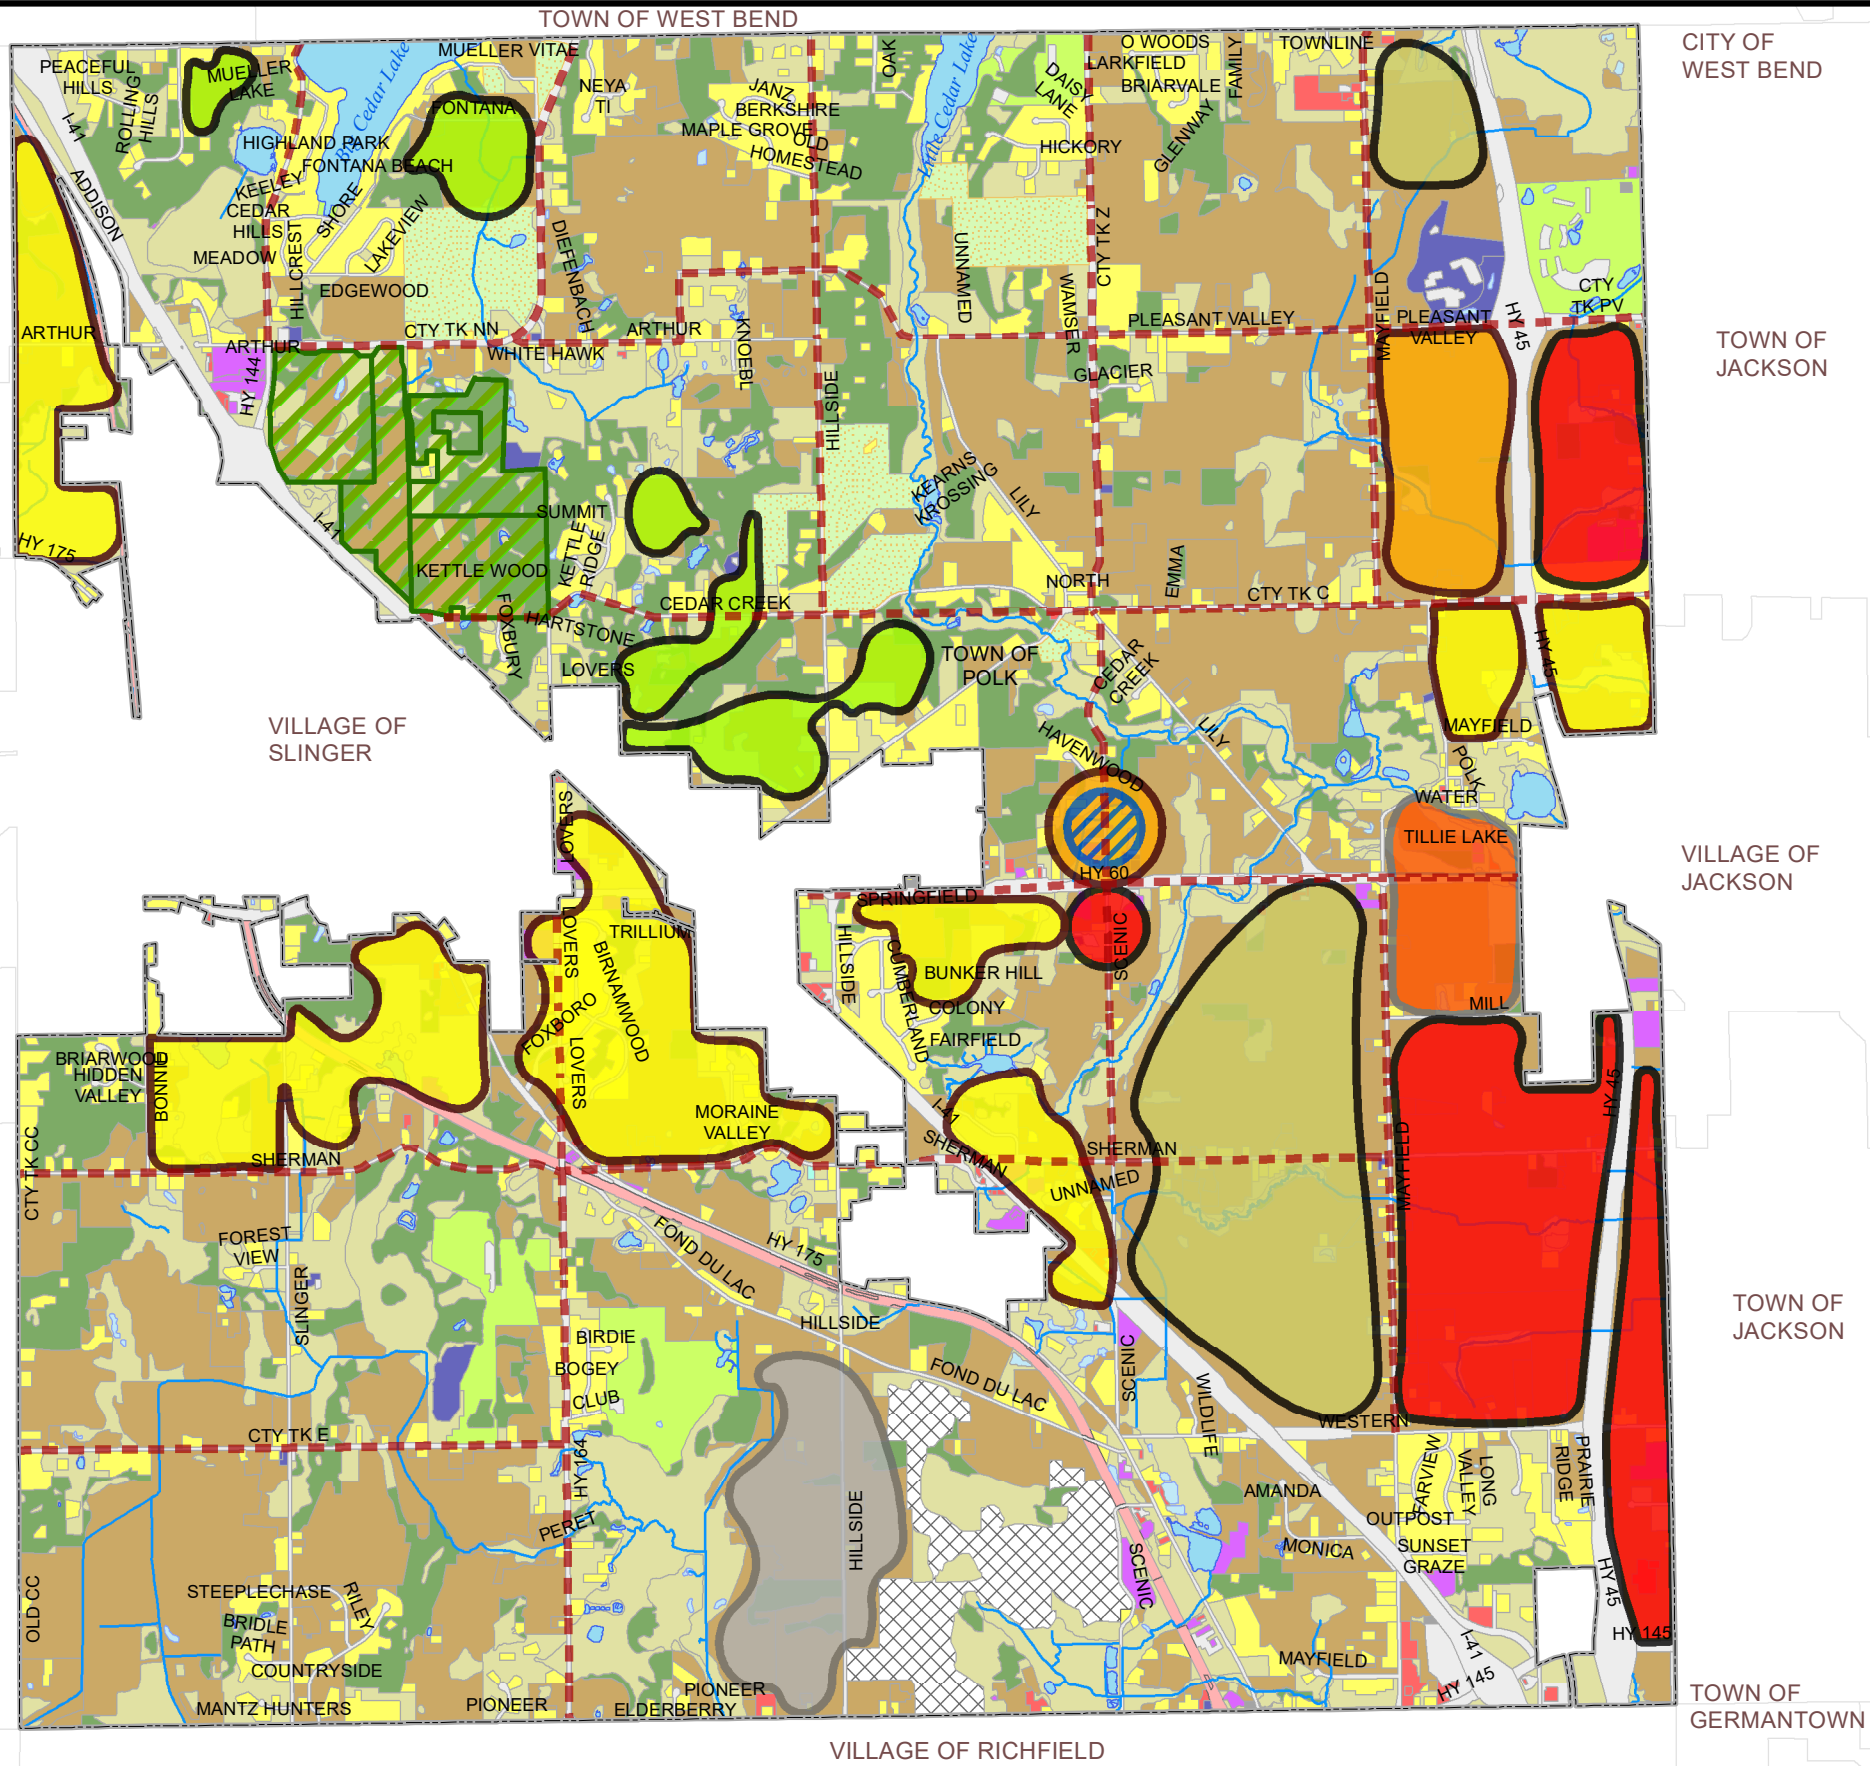 TOWN OF WEST BEND
CITY OF
WEST BEND
PEACEFUL
HILLS
ROLLING
HILLS
MUELLER
LAKE
MUELLER VITAE
Big Cedar Lake
FONTANA
NEYA
TI
JANZ
BERKSHIRE
MAPLE GROVE
OLD
HOMESTEAD
OAK
Little Cedar Lake
DAISY
LANE
O WOODS
LARKFIELD
BRIARVALE
FAMILY
TOWNLINE
HICKORY
GLENWAY
I-41
ADDISON
HIGHLAND PARK
FONTANA BEACH
KEELEY
CEDAR
HILLS
SHORE
LAKEVIEW
MEADOW
HILLCREST
EDGEWOOD
DIEFENBACH
UNNAMED
WAMSER
CTY TK Z
MAYFIELD
CTY
TK PV
HY 45
PLEASANT VALLEY
PLEASANT
VALLEY
ARTHUR
ARTHUR
CTY TK NN
ARTHUR
WHITE HAWK
KNOEBL
HY 144
HILLSIDE
GLACIER
TOWN OF
JACKSON
KEARNS
KROSSING
LILY
SUMMIT
KETTLE
RIDGE
I-41
HY 175
KETTLE WOOD
FOXBURY
HARTSTONE
CEDAR CREEK
LOVERS
NORTH
EMMA
CTY TK C
TOWN OF
POLK
CEDAR
CREEK
HY 45
VILLAGE OF
SLINGER
HAVENWOOD
LILY
MAYFIELD
POLK
WATER
TILLIE LAKE
VILLAGE OF
JACKSON
LOVERS
HY 60
SPRINGFIELD
SCENIC
TRILLIUM
LOVERS
BIRNAMWOOD
HILLSIDE
CUMBERLAND
BUNKER HILL
COLONY
MILL
FOXBORO
FAIRFIELD
BRIARWOOD
HIDDEN
VALLEY
BONNIE
LOVERS
MORAINE
VALLEY
I-41
SHERMAN
SHERMAN
HY 45
CTY TK CC
SHERMAN
UNNAMED
MAYFIELD
FOREST
VIEW
SLINGER
FOND DU LAC
HY 175
HILLSIDE
TOWN OF
JACKSON
BIRDIE
BOGEY
CLUB
FOND DU LAC
SCENIC
WILDLIFE
WESTERN
CTY TK E
HY 164
PERET
HILLSIDE
AMANDA
FARVIEW
VALLEY
LONG
RIDGE
PRAIRIE
OUTPOST
MONICA
SUNSET
GRAZE
SCENIC
OLD CC
STEEPLECHASE
RILEY
BRIDLE
PATH
COUNTRYSIDE
MANTZ HUNTERS
PIONEER
PIONEER
ELDERBERRY
MAYFIELD
I-41
HY 145
HY 45
HY 145
TOWN OF
GERMANTOWN
VILLAGE OF RICHFIELD